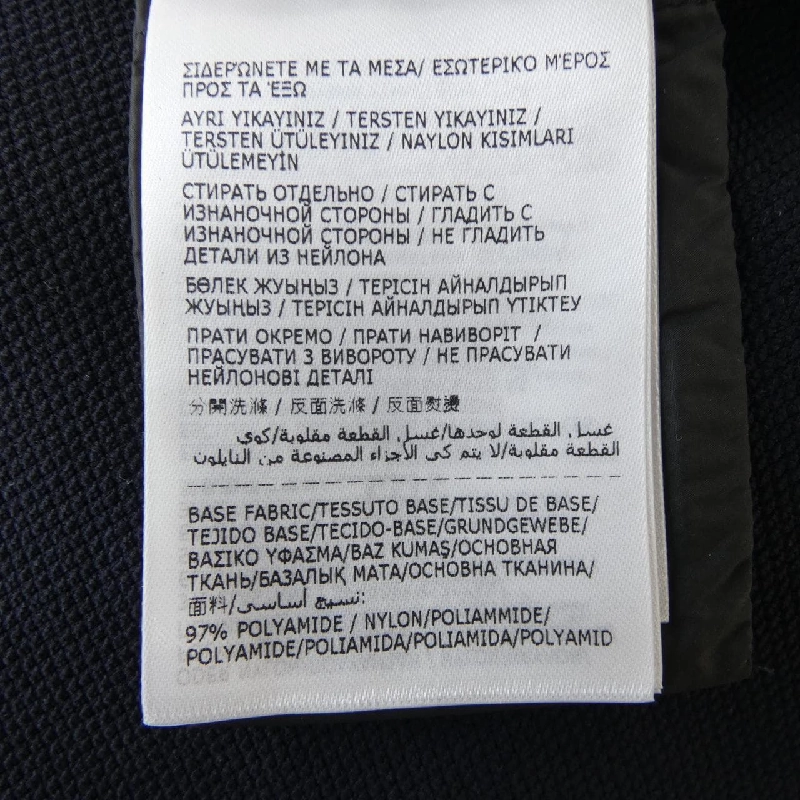 ΣΙΔΕΡΏΝΕΤΕ ΜΕ ΤΑ ΜΕΣΑ/ ΕΣΩΤΕΡΙΚΌ ΜΈΡΟΣ
ΠΡΟΣ ΤΑ ΈΞΩ
AYRI YIKAYINIZ / TERSTEN YIKAYINIZ /
TERSTEN ÜTÜLEYINIZ / NAYLON KISIMLARI
ÜTÜLEMEYİN
СТИРАТЬ ОТДЕЛЬНО / СТИРАТЬ С
ИЗНАНОЧНОЙ СТОРОНЫ / ГЛАДИТЬ С
ИЗНАНОЧНОЙ СТОРОНЫ / НЕ ГЛАДИТЬ
ДЕТАЛИ ИЗ НЕЙЛОНА
БӨЛЕК ЖУЫҢЫЗ / ТЕРІСІН АЙНАЛДЫРЫП
ЖУЫҢЫЗ / ТЕРІСІН АЙНАЛДЫРЫП ҮТІКТЕУ
ПРАТИ ОКРЕМО / ПРАТИ НАВИВОРІТ /
ПРАСУВАТИ З ВИВОРОТУ / НЕ ПРАСУВАТИ
НЕЙЛОНОВІ ДЕТАЛІ
分開洗滌 / 反面洗滌 / 反面熨燙
غسل القطعة لوحدها/غسل القطعة مقلوبة/كوي
القطعة مقلوبة/لا يتم كي الأجزاء المصنوعة من النايلون
BASE FABRIC/TESSUTO BASE/TISSU DE BASE/
TEJIDO BASE/TECIDO-BASE/GRUNDGEWEBE/
ΒΑΣΙΚΟ ΥΦΑΣΜΑ/BAZ KUMAŞ/ОСНОВНАЯ
ТКАНЬ/БАЗАЛЫҚ МАТА/ОСНОВНА ТКАНИНА/
面料/نسيج أساسي:
97% POLYAMIDE / NYLON/POLIAMMIDE/
POLYAMIDE/POLIAMIDA/POLIAMIDA/POLYAMID